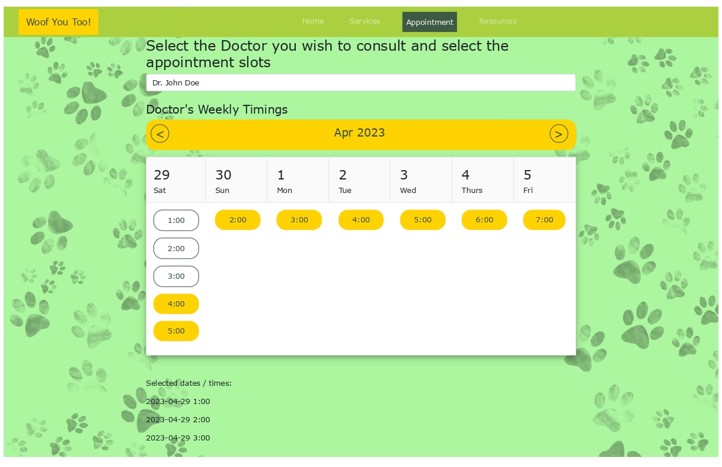 Woof You Too!
Home Services Appointment Resources
Select the Doctor you wish to consult and select the
appointment slots
Dr. John Doe
Doctor's Weekly Timings
< Apr 2023 >
29 30 1 2 3 4 5
Sat Sun Mon Tue Wed Thurs Fri
1:00 2:00 3:00 4:00 5:00 6:00 7:00
2:00
3:00
4:00
5:00
Selected dates / times:
2023-04-29 1:00
2023-04-29 2:00
2023-04-29 3:00